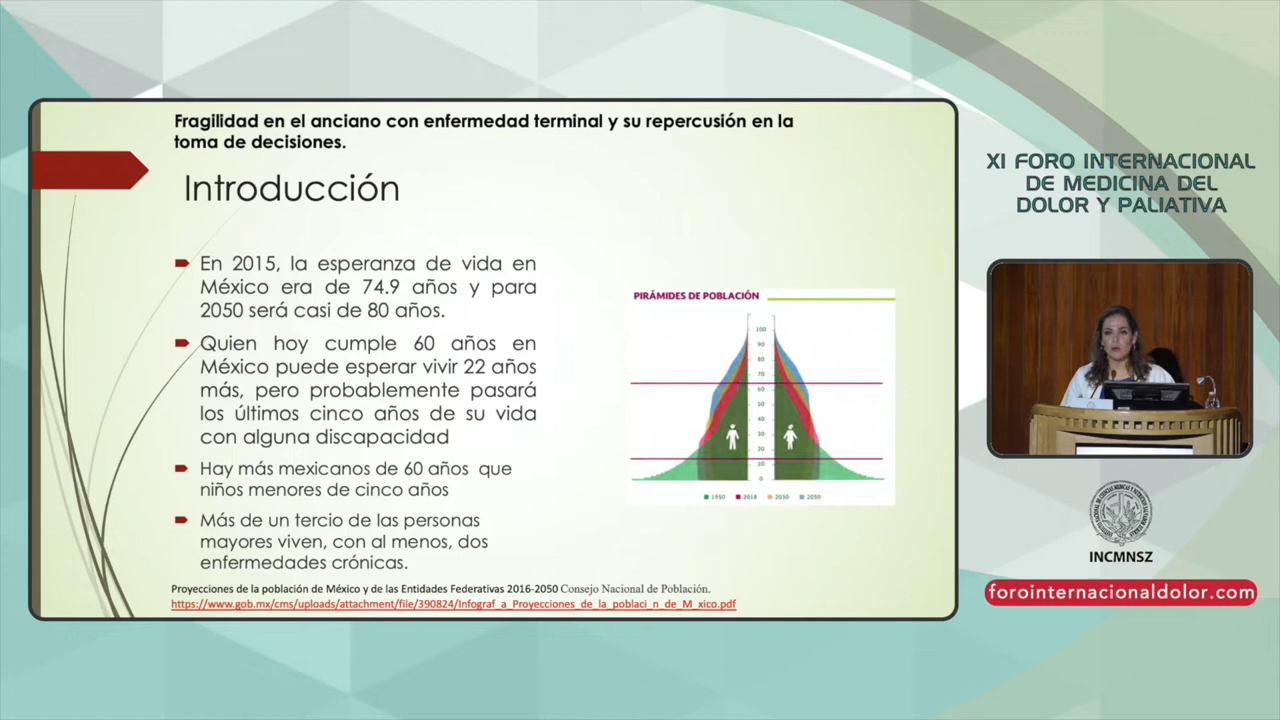 Fragilidad en el anciano con enfermedad terminal y su repercusión en la
toma de decisiones.
Introducción
En 2015, la esperanza de vida en
México era de 74.9 años y para
2050 será casi de 80 años.
Quien hoy cumple 60 años en
México puede esperar vivir 22 años
más, pero probablemente pasará
los últimos cinco años de su vida
con alguna discapacidad
Hay más mexicanos de 60 años que
niños menores de cinco años
Más de un tercio de las personas
mayores viven, con al menos, dos
enfermedades crónicas.
PIRÁMIDES DE POBLACIÓN
100
90
80
70
60
50
40
30
20
10
0
1950 2018 2030 2050
Proyecciones de la población de México y de las Entidades Federativas 2016-2050 Consejo Nacional de Población.
https://www.gob.mx/cms/uploads/attachment/file/390824/Infograf_a_Proyecciones_de_la_poblaci_n_de_M_xico.pdf
XI FORO INTERNACIONAL
DE MEDICINA DEL
DOLOR Y PALIATIVA
INCMNSZ
forointernacionaldolor.com